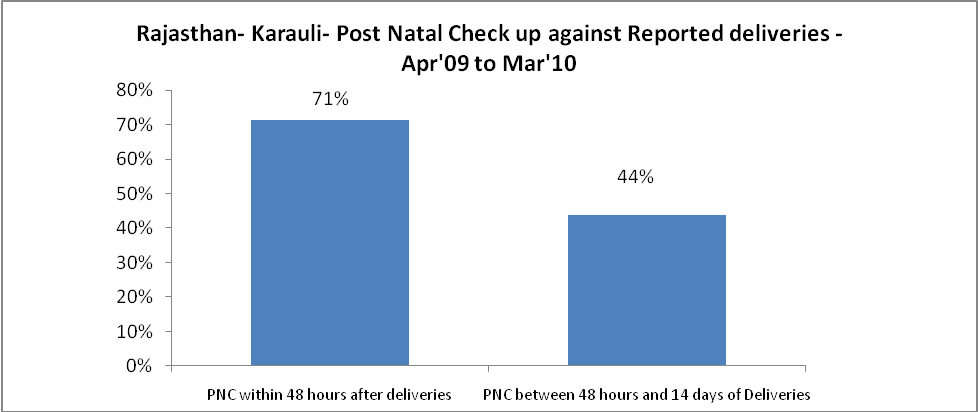 Rajasthan- Karauli- Post Natal Check up against Reported deliveries -
Apr'09 to Mar'10
80%
70%
60%
50%
40%
30%
20%
10%
0%
71%
44%
PNC within 48 hours after deliveries
PNC between 48 hours and 14 days of Deliveries